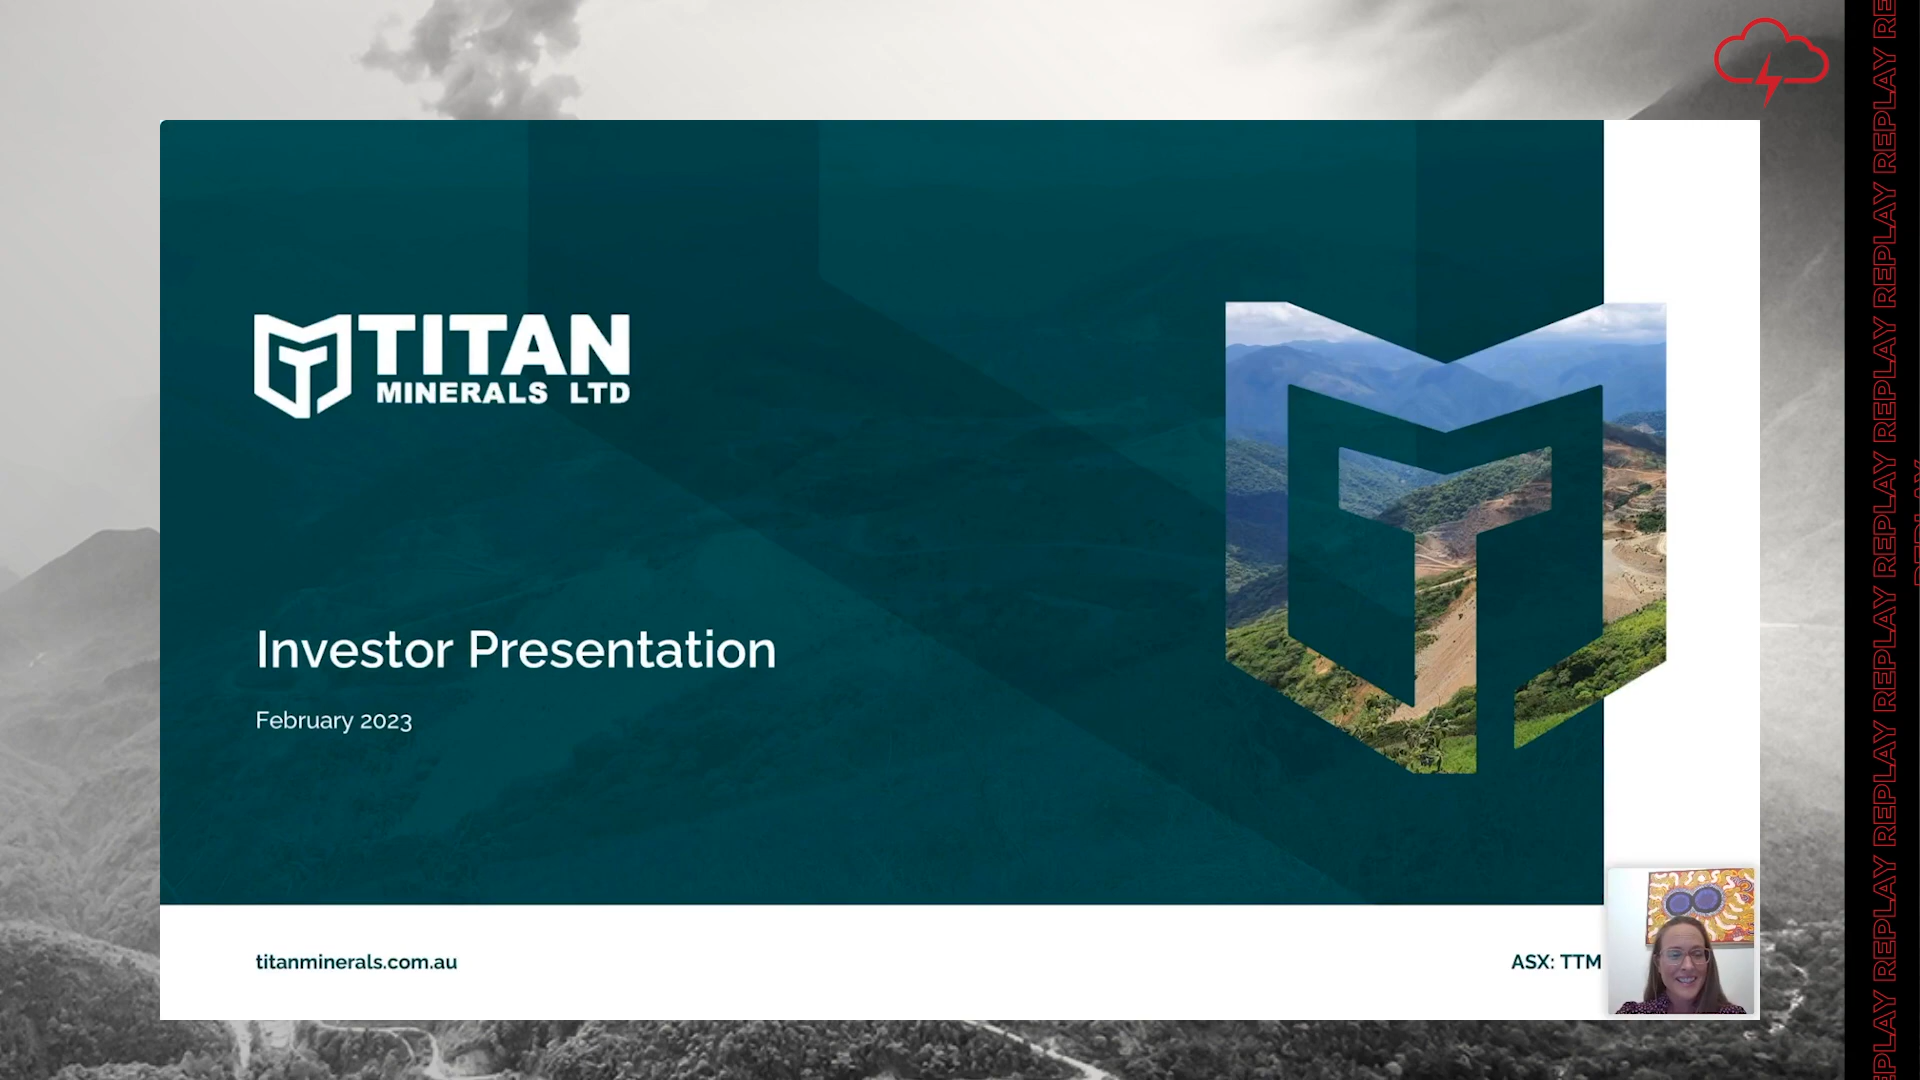 TITAN
MINERALS LTD
Investor Presentation
February 2023
titanminerals.com.au
ASX: TTM
REPLAY REPLAY REPLAY REPLAY REPLAY REPLAY REPLAY REPLAY
REPLAY